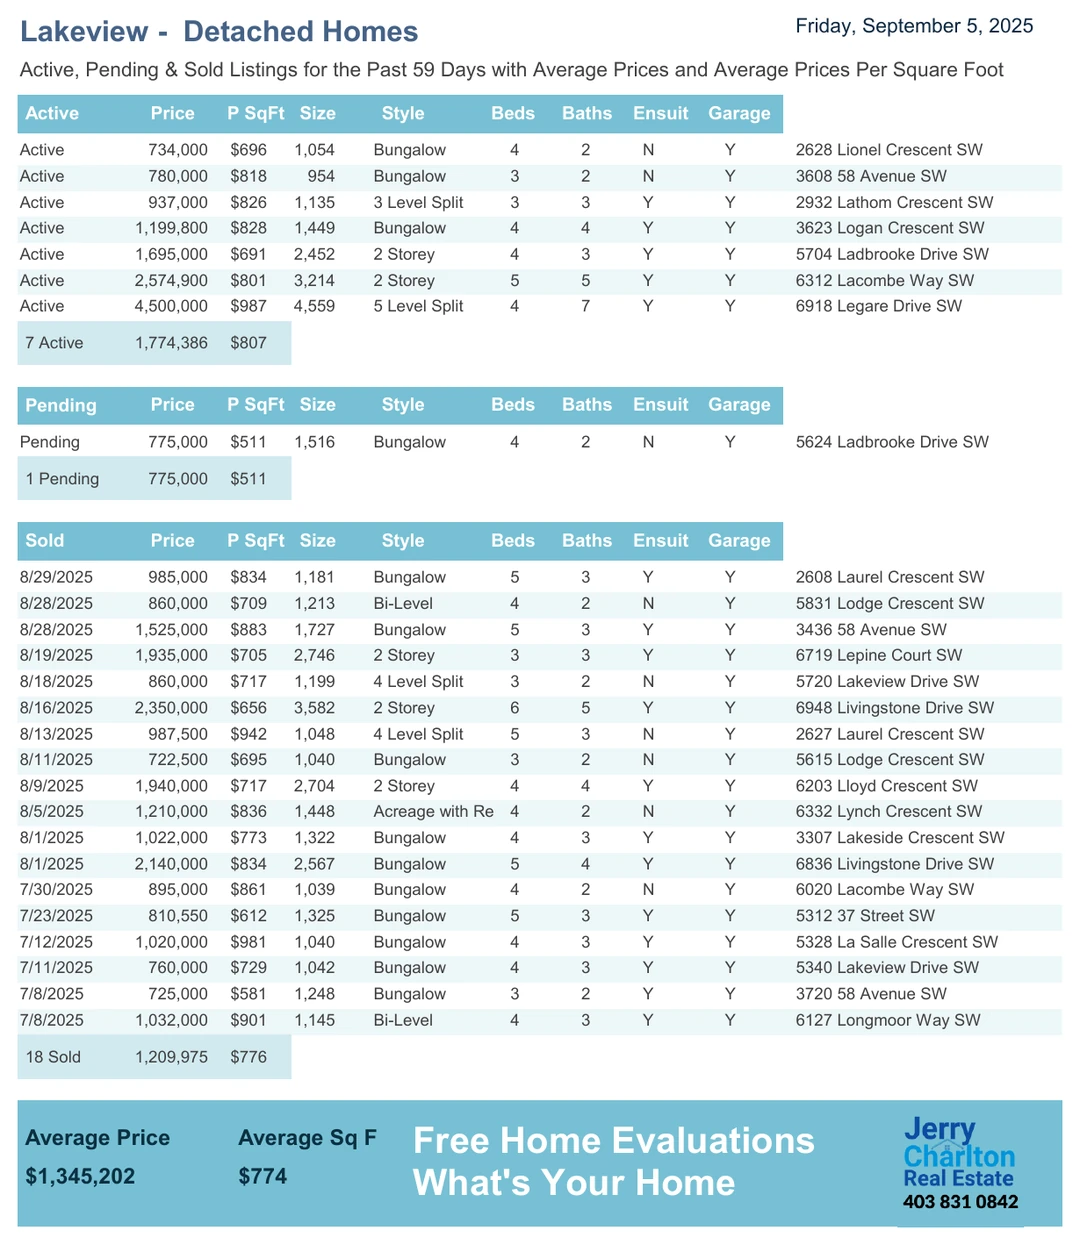 Lakeview - Detached Homes Friday, September 5, 2025
Active, Pending & Sold Listings for the Past 59 Days with Average Prices and Average Prices Per Square Foot
Active Price P SqFt Size Style Beds Baths Ensuit Garage
Active 734,000 $696 1,054 Bungalow 4 2 N Y 2628 Lionel Crescent SW
Active 780,000 $818 954 Bungalow 3 2 N Y 3608 58 Avenue SW
Active 937,000 $826 1,135 3 Level Split 3 3 Y Y 2932 Lathom Crescent SW
Active 1,199,800 $828 1,449 Bungalow 4 4 Y Y 3623 Logan Crescent SW
Active 1,695,000 $691 2,452 2 Storey 4 3 Y Y 5704 Ladbrooke Drive SW
Active 2,574,900 $801 3,214 2 Storey 5 5 Y Y 6312 Lacombe Way SW
Active 4,500,000 $987 4,559 5 Level Split 4 7 Y Y 6918 Legare Drive SW
7 Active 1,774,386 $807
Pending Price P SqFt Size Style Beds Baths Ensuit Garage
Pending 775,000 $511 1,516 Bungalow 4 2 N Y 5624 Ladbrooke Drive SW
1 Pending 775,000 $511
Sold Price P SqFt Size Style Beds Baths Ensuit Garage
8/29/2025 985,000 $834 1,181 Bungalow 5 3 Y Y 2608 Laurel Crescent SW
8/28/2025 860,000 $709 1,213 Bi-Level 4 2 N Y 5831 Lodge Crescent SW
8/28/2025 1,525,000 $883 1,727 Bungalow 5 3 Y Y 3436 58 Avenue SW
8/19/2025 1,935,000 $705 2,746 2 Storey 3 3 Y Y 6719 Lepine Court SW
8/18/2025 860,000 $717 1,199 4 Level Split 3 2 N Y 5720 Lakeview Drive SW
8/16/2025 2,350,000 $656 3,582 2 Storey 6 5 Y Y 6948 Livingstone Drive SW
8/13/2025 987,500 $942 1,048 4 Level Split 5 3 N Y 2627 Laurel Crescent SW
8/11/2025 722,500 $695 1,040 Bungalow 3 2 N Y 5615 Lodge Crescent SW
8/9/2025 1,940,000 $717 2,704 2 Storey 4 4 Y Y 6203 Lloyd Crescent SW
8/5/2025 1,210,000 $836 1,448 Acreage with Re 4 2 N Y 6332 Lynch Crescent SW
8/1/2025 1,022,000 $773 1,322 Bungalow 4 3 Y Y 3307 Lakeside Crescent SW
8/1/2025 2,140,000 $834 2,567 Bungalow 5 4 Y Y 6836 Livingstone Drive SW
7/30/2025 895,000 $861 1,039 Bungalow 4 2 N Y 6020 Lacombe Way SW
7/23/2025 810,550 $612 1,325 Bungalow 5 3 Y Y 5312 37 Street SW
7/12/2025 1,020,000 $981 1,040 Bungalow 4 3 Y Y 5328 La Salle Crescent SW
7/11/2025 760,000 $729 1,042 Bungalow 4 3 Y Y 5340 Lakeview Drive SW
7/8/2025 725,000 $581 1,248 Bungalow 3 2 Y Y 3720 58 Avenue SW
7/8/2025 1,032,000 $901 1,145 Bi-Level 4 3 Y Y 6127 Longmoor Way SW
18 Sold 1,209,975 $776
Average Price Average Sq F
$1,345,202 $774
Free Home Evaluations
What's Your Home
Jerry
Charlton
Real Estate
403 831 0842